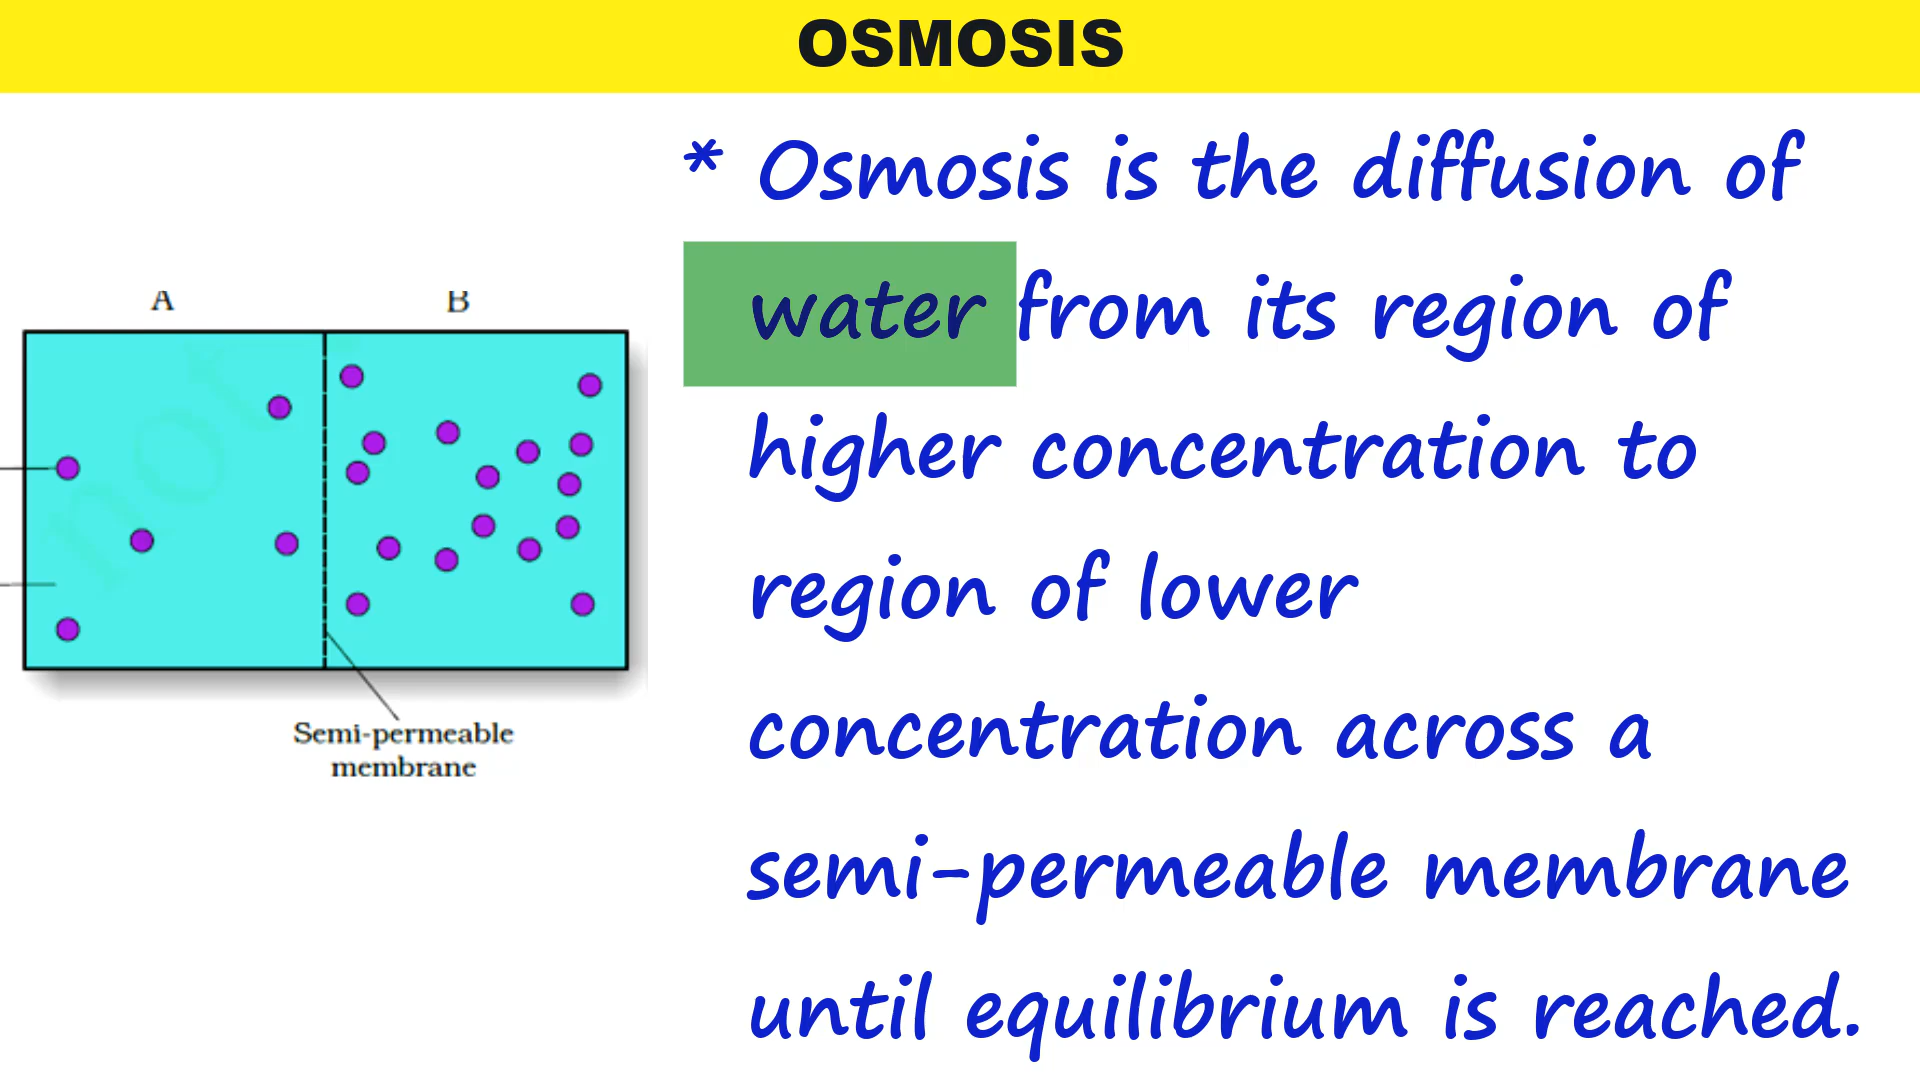 OSMOSIS
* Osmosis is the diffusion of
water from its region of
higher concentration to
region of lower
concentration across a
semi-permeable membrane
until equilibrium is reached.
A B
not
Semi-permeable
membrane